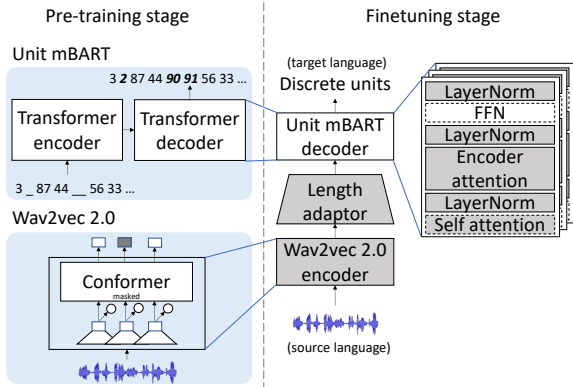 Pre-training stage
Unit mBART
3 2 87 44 90 91 56 33 ...
Transformer
encoder
Transformer
decoder
3 _ 87 44 __ 56 33 ...
Wav2vec 2.0
Conformer
masked
Finetuning stage
(target language)
Discrete units
Unit mBART
decoder
Length
adaptor
Wav2vec 2.0
encoder
(source language)
LayerNorm
FFN
LayerNorm
Encoder
attention
LayerNorm
Self attention